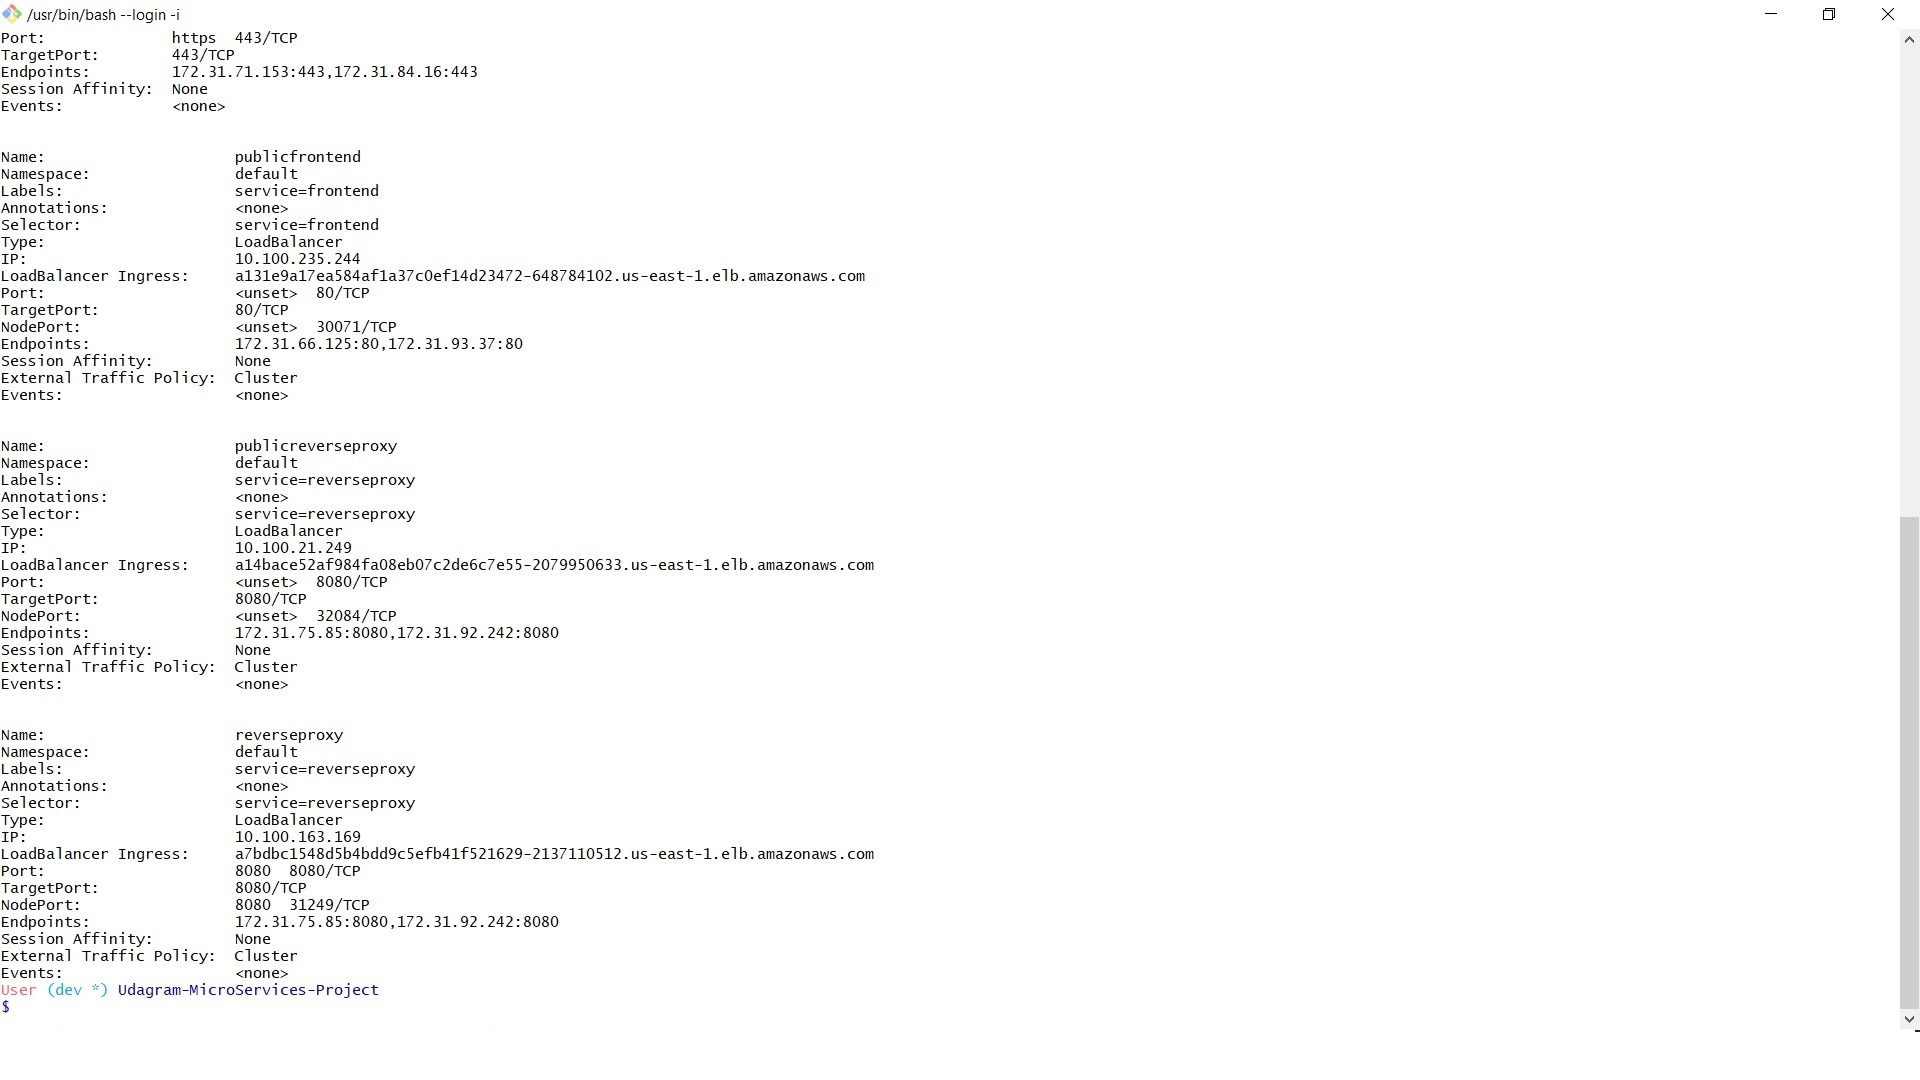 /usr/bin/bash --login -i
Port:              https  443/TCP
TargetPort:        443/TCP
Endpoints:         172.31.71.153:443,172.31.84.16:443
Session Affinity:  None
Events:            <none>
Name:                     publicfrontend
Namespace:                default
Labels:                   service=frontend
Annotations:              <none>
Selector:                 service=frontend
Type:                     LoadBalancer
IP:                       10.100.235.244
LoadBalancer Ingress:     a131e9a17ea584af1a37c0ef14d23472-648784102.us-east-1.elb.amazonaws.com
Port:                     <unset>  80/TCP
TargetPort:               80/TCP
NodePort:                 <unset>  30071/TCP
Endpoints:                172.31.66.125:80,172.31.93.37:80
Session Affinity:         None
External Traffic Policy:  Cluster
Events:                   <none>
Name:                     publicreverseproxy
Namespace:                default
Labels:                   service=reverseproxy
Annotations:              <none>
Selector:                 service=reverseproxy
Type:                     LoadBalancer
IP:                       10.100.21.249
LoadBalancer Ingress:     a14bace52af984fa08eb07c2de6c7e55-2079950633.us-east-1.elb.amazonaws.com
Port:                     <unset>  8080/TCP
TargetPort:               8080/TCP
NodePort:                 <unset>  32084/TCP
Endpoints:                172.31.75.85:8080,172.31.92.242:8080
Session Affinity:         None
External Traffic Policy:  Cluster
Events:                   <none>
Name:                     reverseproxy
Namespace:                default
Labels:                   service=reverseproxy
Annotations:              <none>
Selector:                 service=reverseproxy
Type:                     LoadBalancer
IP:                       10.100.163.169
LoadBalancer Ingress:     a7bdbc1548d5b4bdd9c5efb41f521629-2137110512.us-east-1.elb.amazonaws.com
Port:                     8080  8080/TCP
TargetPort:               8080/TCP
NodePort:                 8080  31249/TCP
Endpoints:                172.31.75.85:8080,172.31.92.242:8080
Session Affinity:         None
External Traffic Policy:  Cluster
Events:                   <none>
User (dev *) Udagram-MicroServices-Project
$